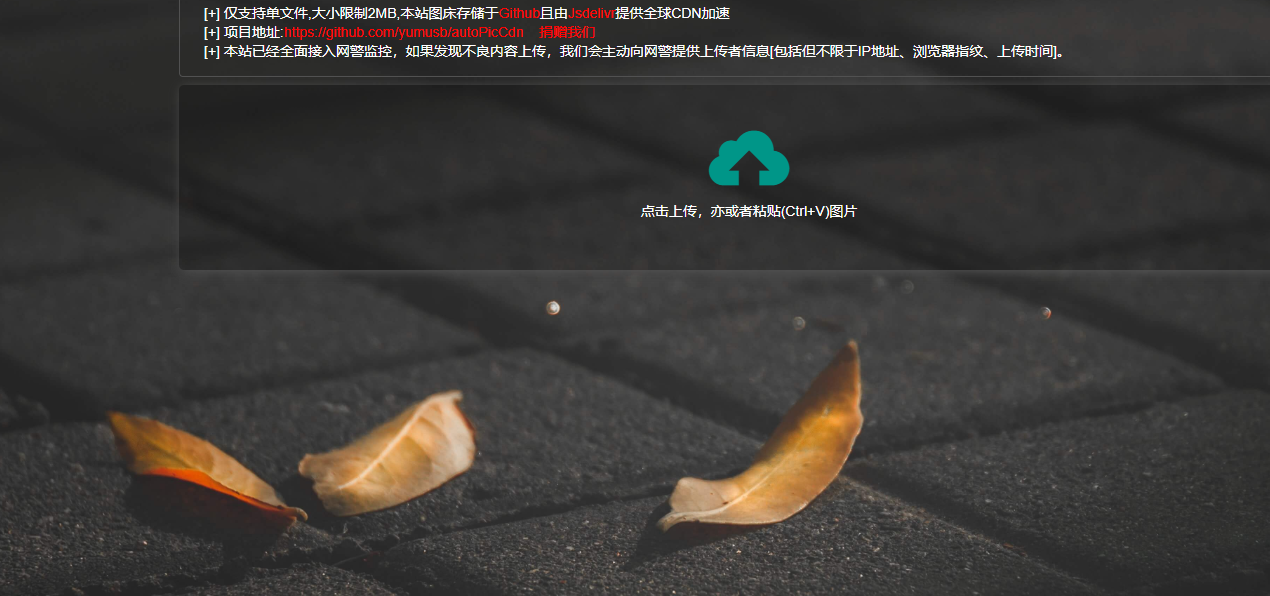 [+] 仅支持单文件,大小限制2MB,本站图床存储于Github且由Jsdelivr提供全球CDN加速
[+] 项目地址:https://github.com/yumusb/autoPicCdn 捐赠我们
[+] 本站已经全面接入网警监控，如果发现不良内容上传，我们会主动向网警提供上传者信息[包括但不限于IP地址、浏览器指纹、上传时间]。
点击上传，亦或者粘贴(Ctrl+V)图片